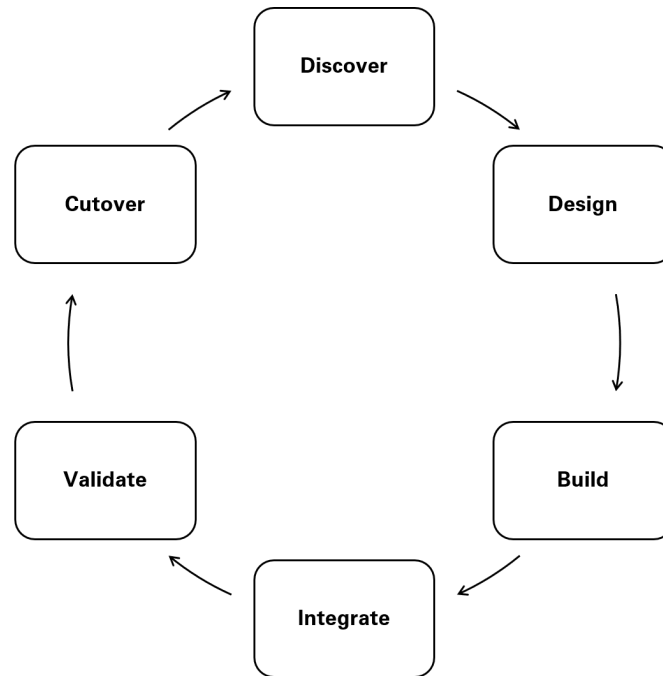 Discover
Design
Build
Integrate
Validate
Cutover